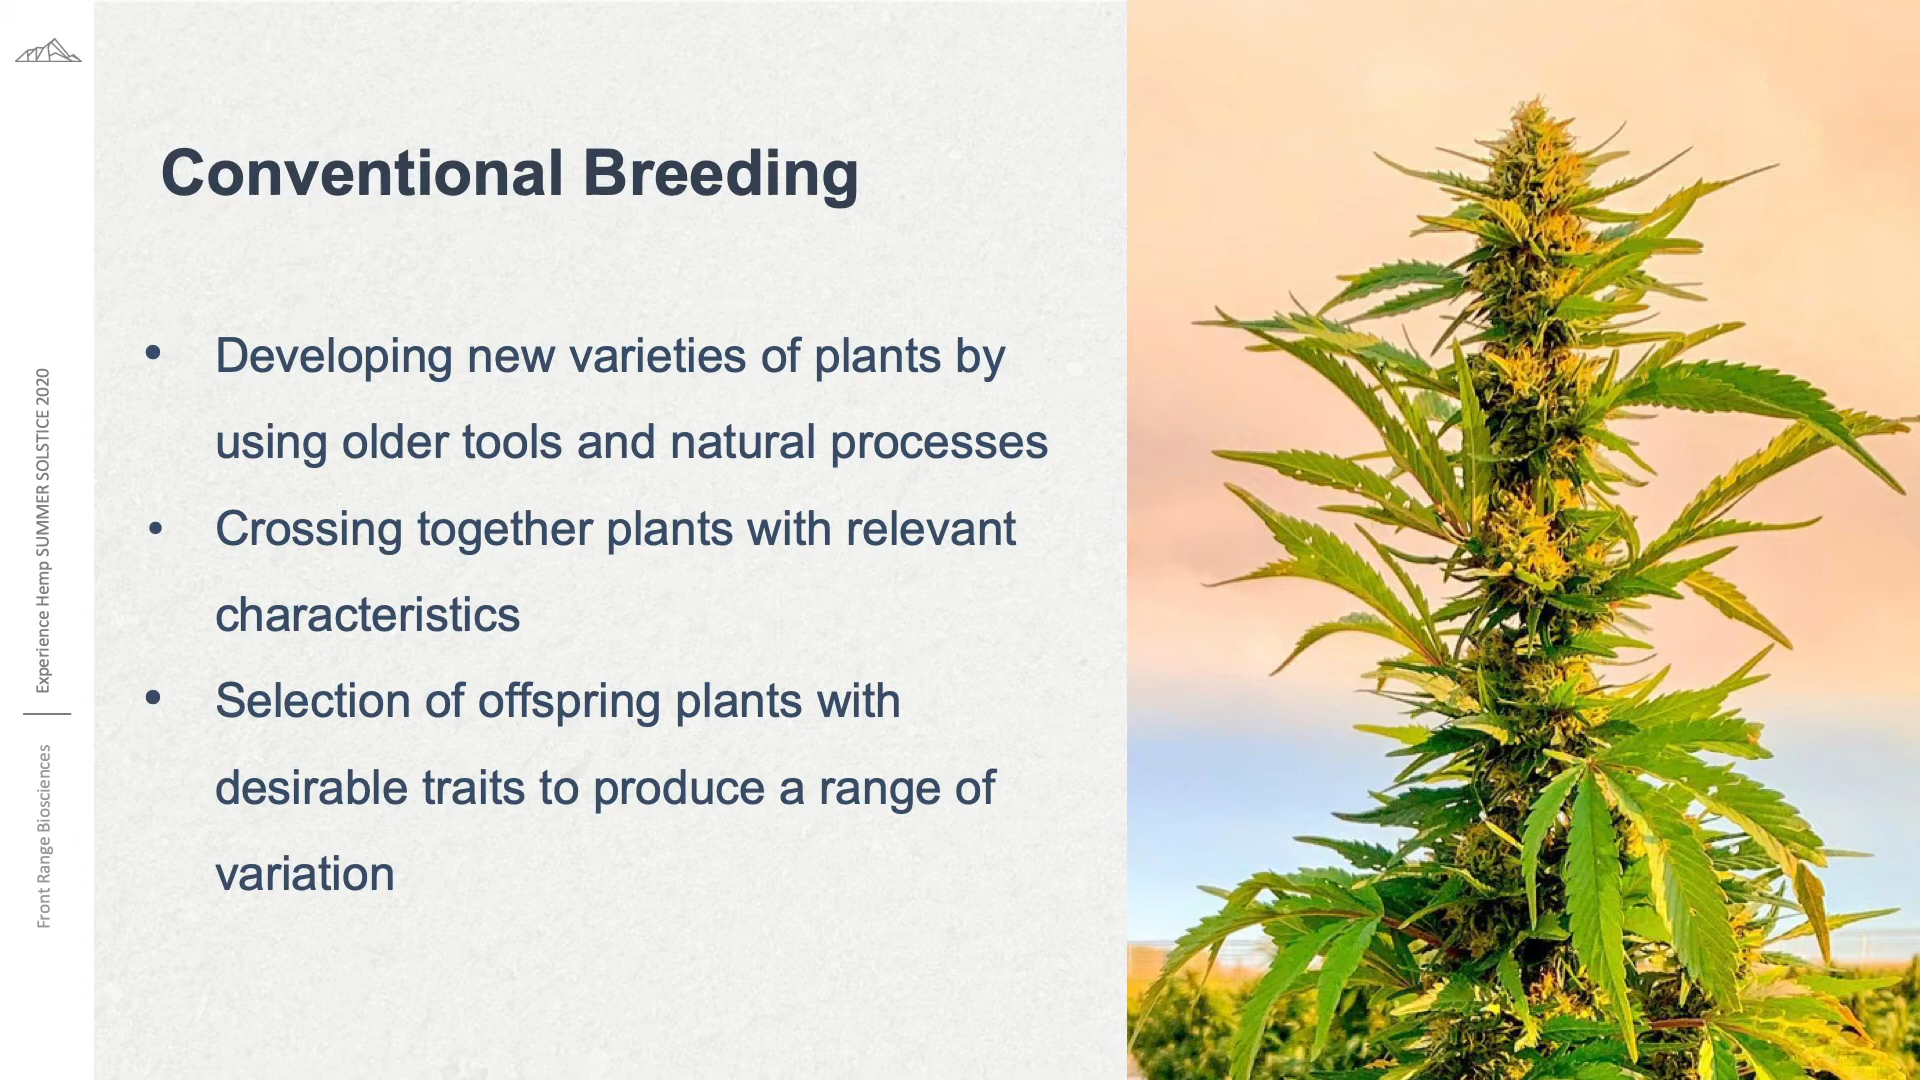 Conventional Breeding
• Developing new varieties of plants by
using older tools and natural processes
• Crossing together plants with relevant
characteristics
• Selection of offspring plants with
desirable traits to produce a range of
variation
Experience Hemp SUMMER SOLSTICE 2020
Front Range Biosciences